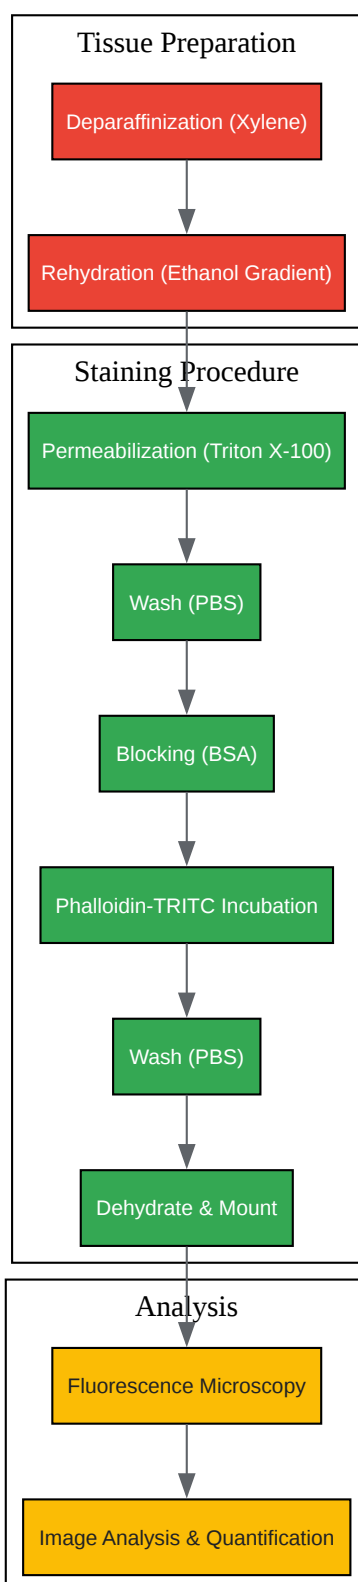 Tissue Preparation
Deparaffinization (Xylene)
Rehydration (Ethanol Gradient)
Staining Procedure
Permeabilization (Triton X-100)
Wash (PBS)
Blocking (BSA)
Phalloidin-TRITC Incubation
Wash (PBS)
Dehydrate & Mount
Analysis
Fluorescence Microscopy
Image Analysis & Quantification